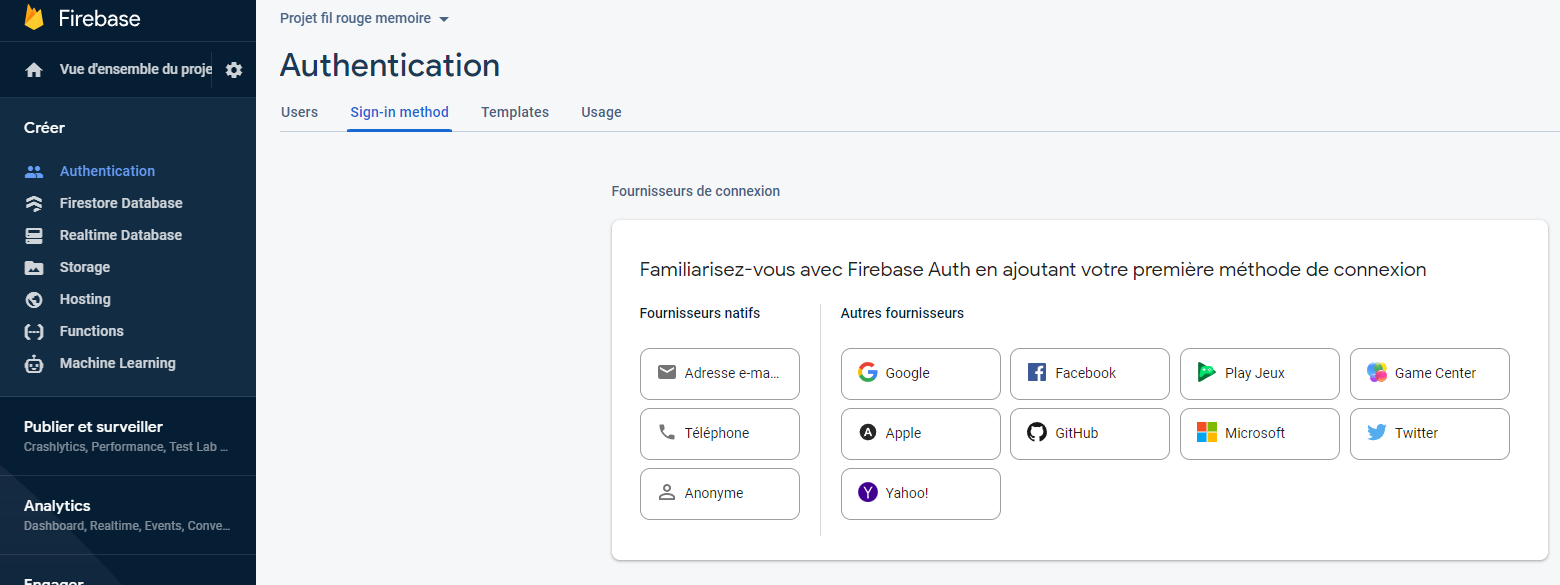 Firebase
Vue d'ensemble du proje
Créer
Authentication
Firestore Database
Realtime Database
Storage
Hosting
Functions
Machine Learning
Publier et surveiller
Crashlytics, Performance, Test Lab ...
Analytics
Dashboard, Realtime, Events, Conve...
Engager
Projet fil rouge memoire
Authentication
Users Sign-in method Templates Usage
Fournisseurs de connexion
Familiarisez-vous avec Firebase Auth en ajoutant votre première méthode de connexion
Fournisseurs natifs
Adresse e-ma...
Téléphone
Anonyme
Autres fournisseurs
Google Facebook Play Jeux Game Center
Apple GitHub Microsoft Twitter
Yahoo!